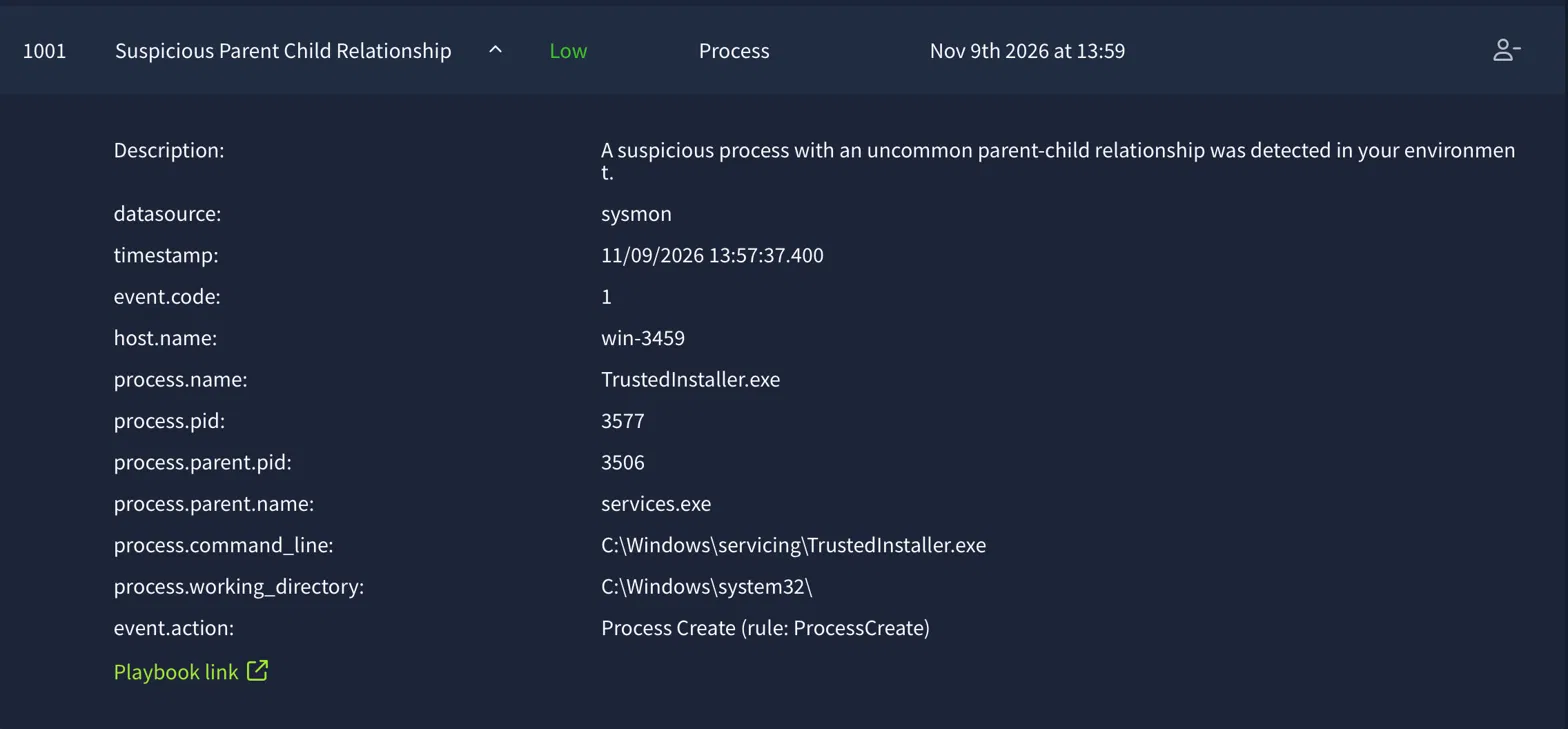 1001 Suspicious Parent Child Relationship Low Process Nov 9th 2026 at 13:59
Description: A suspicious process with an uncommon parent-child relationship was detected in your environmen
t.
datasource: sysmon
timestamp: 11/09/2026 13:57:37.400
event.code: 1
host.name: win-3459
process.name: TrustedInstaller.exe
process.pid: 3577
process.parent.pid: 3506
process.parent.name: services.exe
process.command_line: C:\Windows\servicing\TrustedInstaller.exe
process.working_directory: C:\Windows\system32\
event.action: Process Create (rule: ProcessCreate)
Playbook link